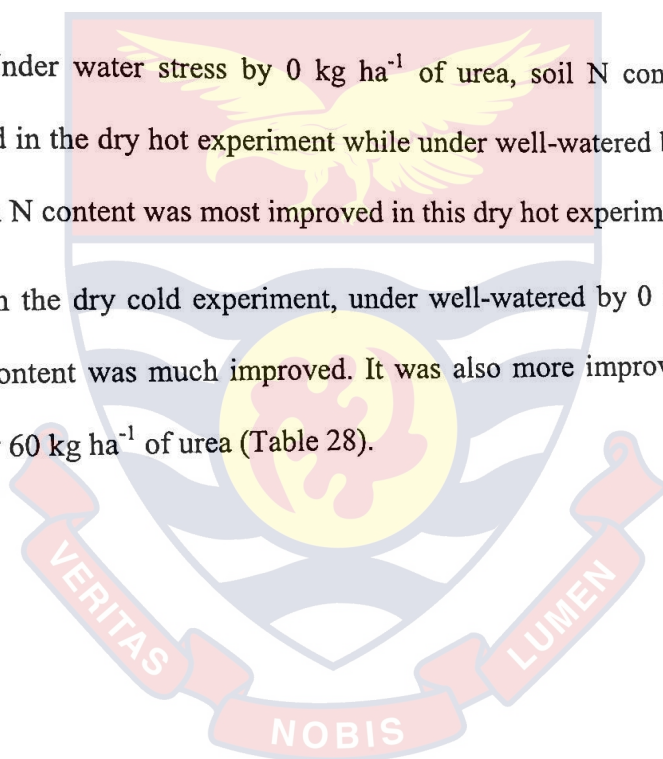 nder water stress by 0 kg ha⁻¹ of urea, soil N con
d in the dry hot experiment while under well-watered b
N content was most improved in this dry hot experim
n the dry cold experiment, under well-watered by 0
ontent was much improved. It was also more improv
60 kg ha⁻¹ of urea (Table 28).
VERITAS
NOBIS
LUMEN